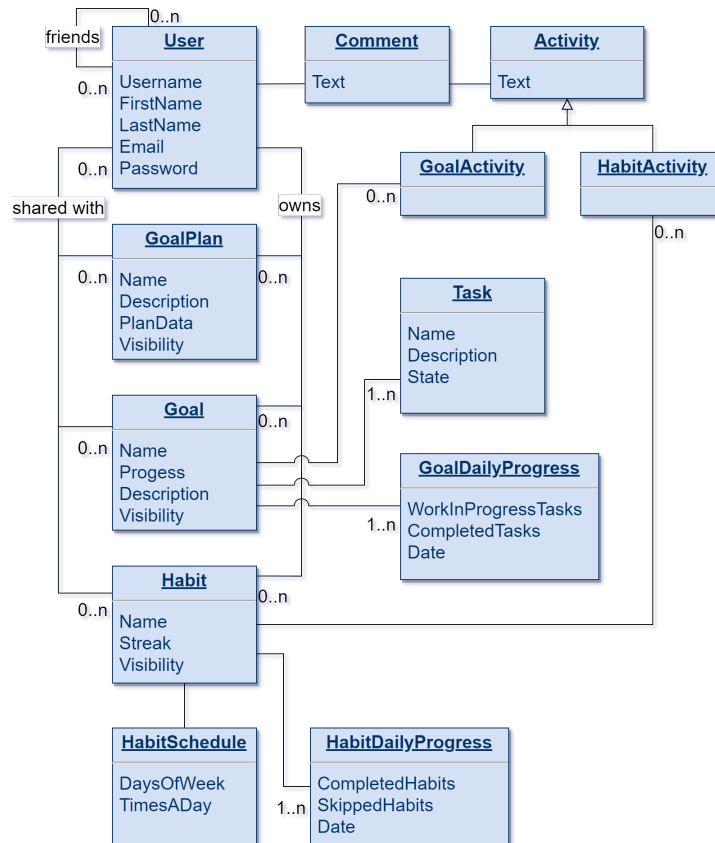 0..n
friends
User
Comment
Activity
0..n
Username
FirstName
LastName
Email
Password
Text
Text
0..n
shared with
owns
GoalActivity
0..n
HabitActivity
0..n
GoalPlan
0..n
0..n
Name
Description
PlanData
Visibility
Task
Name
Description
State
1..n
Goal
0..n
0..n
Name
Progess
Description
Visibility
GoalDailyProgress
WorkInProgressTasks
CompletedTasks
Date
1..n
Habit
0..n
0..n
Name
Streak
Visibility
HabitSchedule
DaysOfWeek
TimesADay
HabitDailyProgress
CompletedHabits
SkippedHabits
Date
1..n